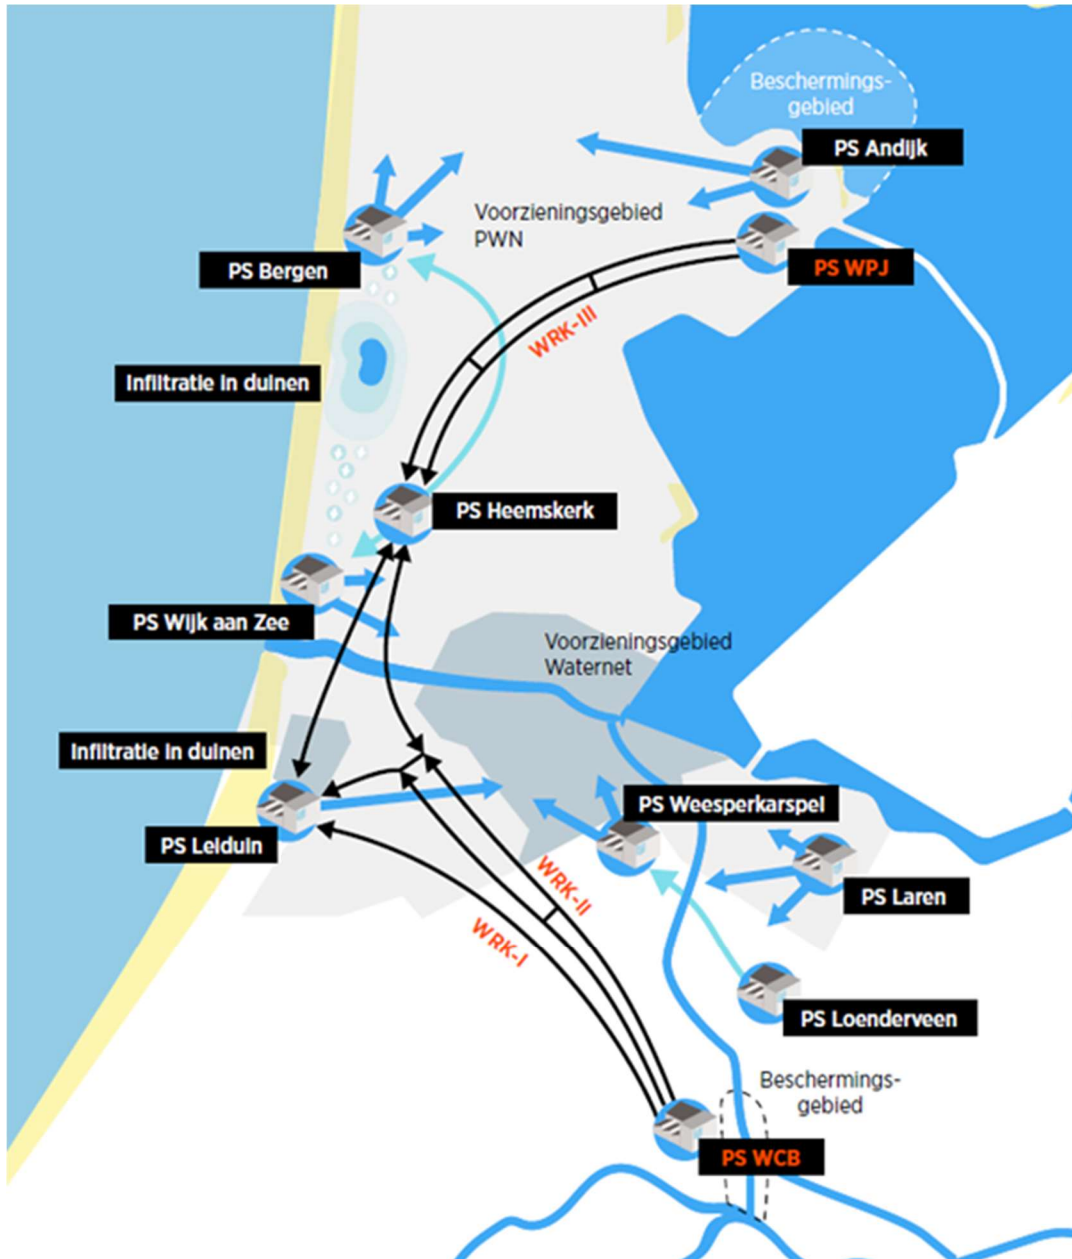 Beschermings-
gebied
PS Andijk
Voorzieningsgebied
PWN
PS Bergen
PS WPJ
WRK-III
Infiltratie in duinen
PS Heemskerk
PS Wijk aan Zee
Voorzieningsgebied
Waternet
Infiltratie in duinen
PS Weesperkarspel
PS Leiduin
WRK-II
PS Laren
WRK-I
PS Loenderveen
Beschermings-
gebied
PS WCB